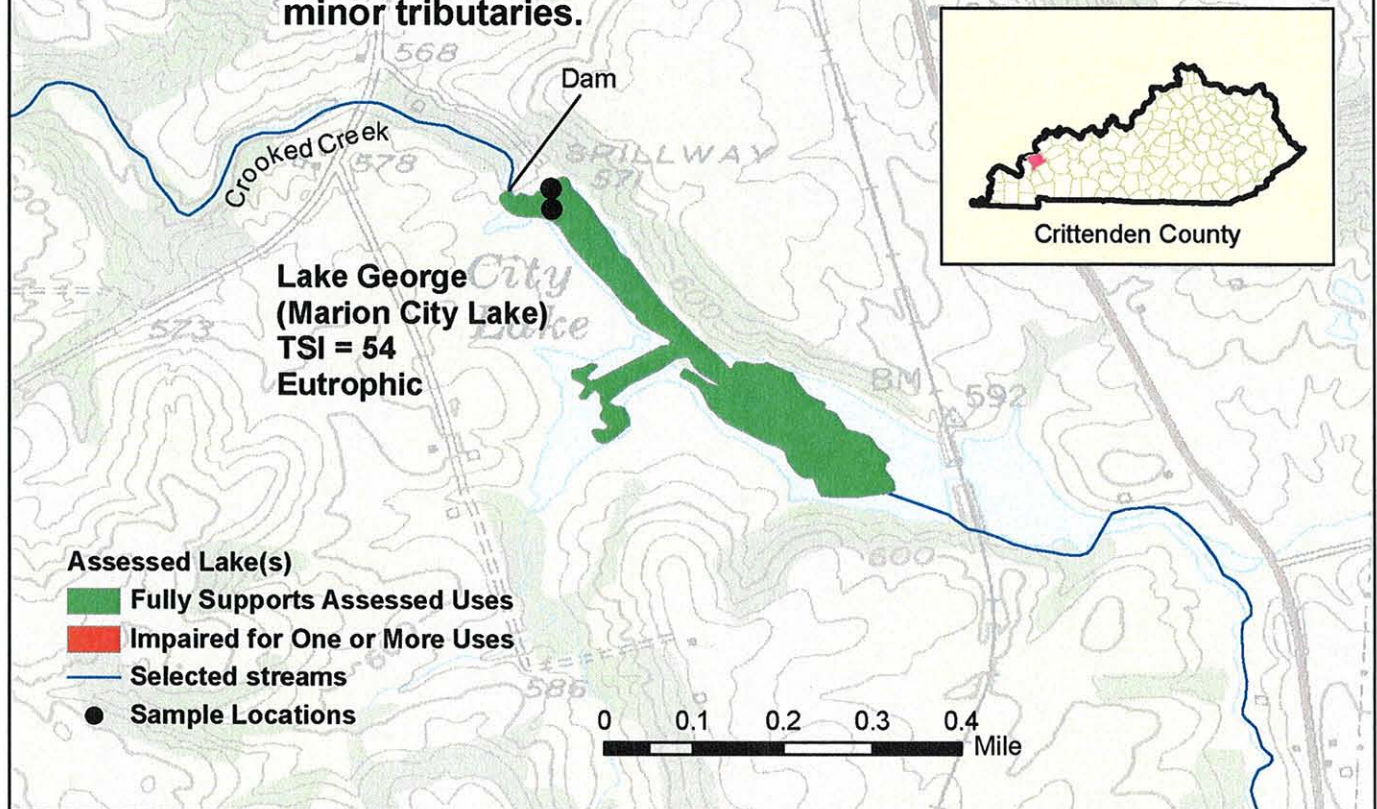 minor tributaries.
568
Dam
Crooked Creek
578
SPILLWAY
571
Crittenden County
Lake George
(Marion City Lake)
TSI = 54
Eutrophic
City
Lake
600
573
BM
592
600
Assessed Lake(s)
Fully Supports Assessed Uses
Impaired for One or More Uses
Selected streams
Sample Locations
586
0 0.1 0.2 0.3 0.4
Mile